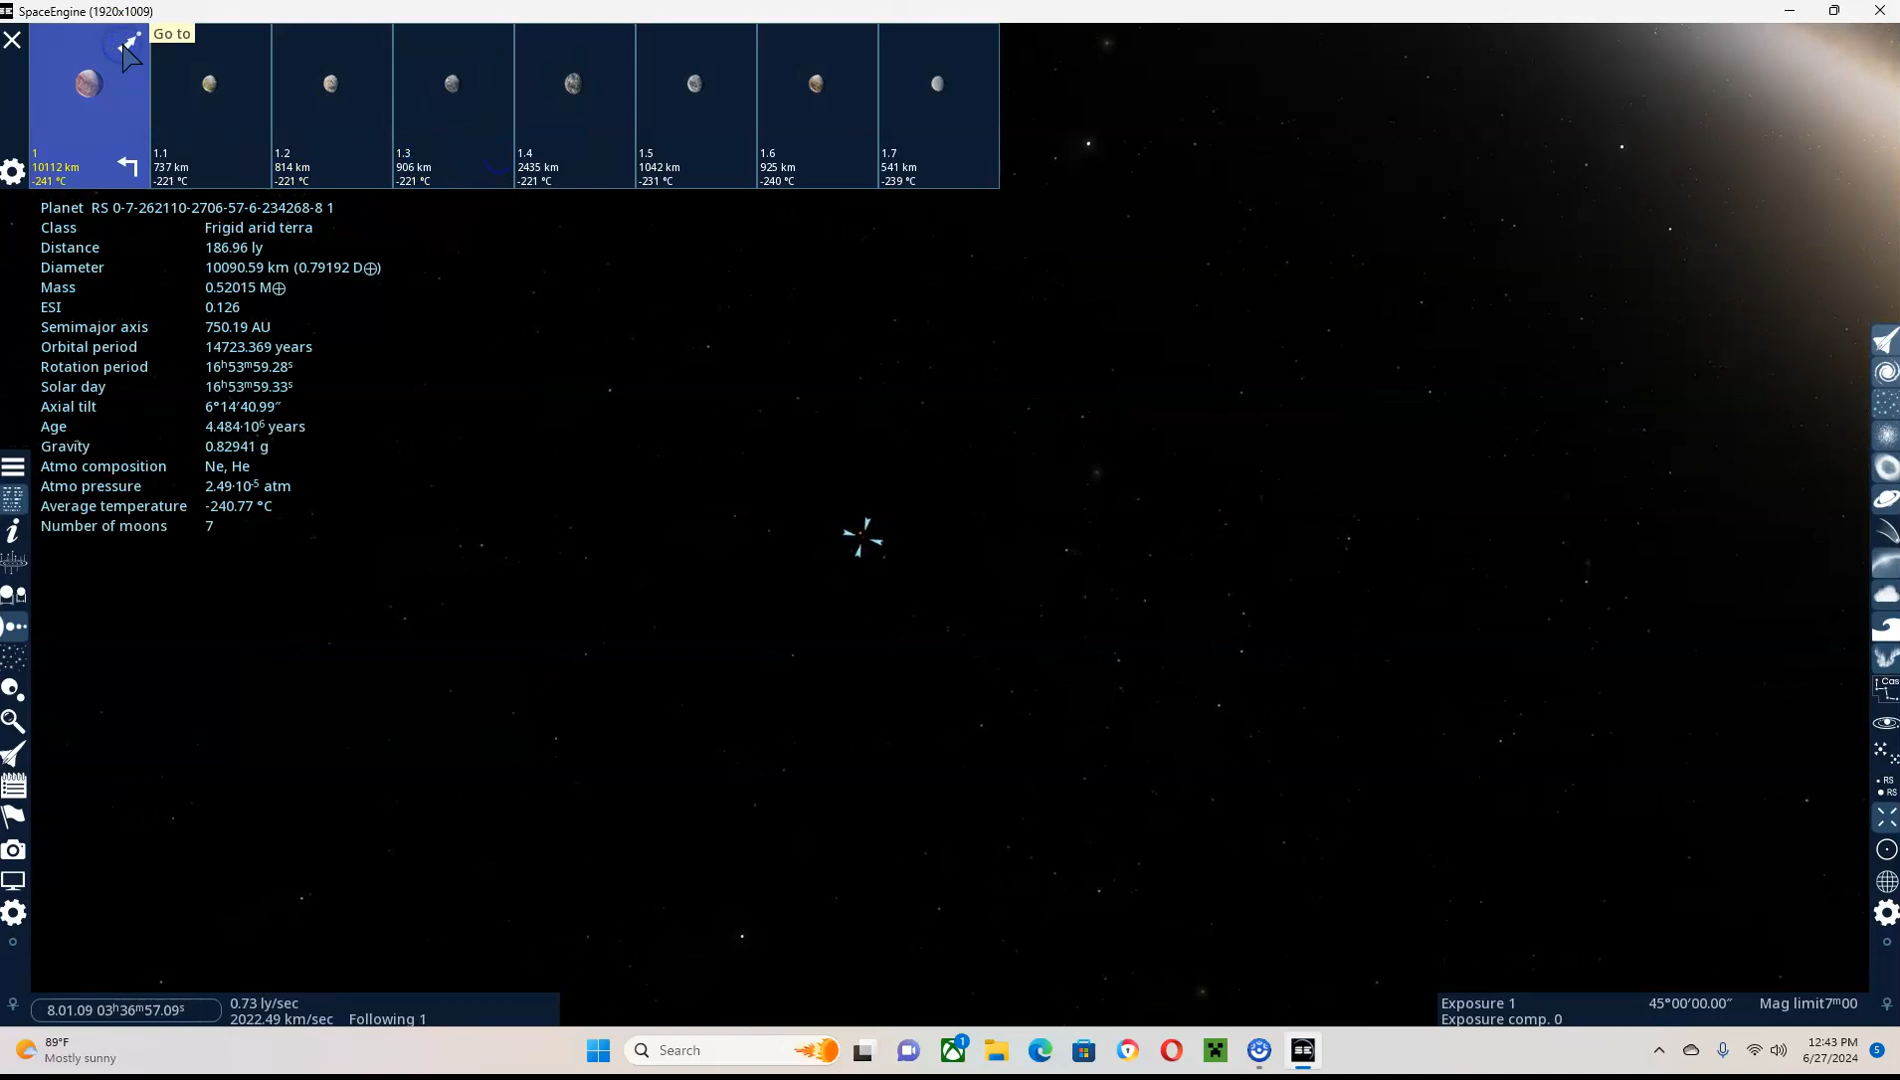 SpaceEngine (1920x1009)
Go to
1
10112 km
-241 °C
1.1
737 km
-221 °C
1.2
814 km
-221 °C
1.3
906 km
-221 °C
1.4
2435 km
-221 °C
1.5
1042 km
-231 °C
1.6
925 km
-240 °C
1.7
541 km
-239 °C
Planet RS 0-7-262110-2706-57-6-234268-8 1
Class Frigid arid terra
Distance 186.96 ly
Diameter 10090.59 km (0.79192 D⊕)
Mass 0.52015 M⊕
ESI 0.126
Semimajor axis 750.19 AU
Orbital period 14723.369 years
Rotation period 16ʰ53ᵐ59.28ˢ
Solar day 16ʰ53ᵐ59.33ˢ
Axial tilt 6°14′40.99″
Age 4.484·10⁶ years
Gravity 0.82941 g
Atmo composition Ne, He
Atmo pressure 2.49·10⁻⁵ atm
Average temperature -240.77 °C
Number of moons 7
Cas
RS
RS
8.01.09 03ʰ36ᵐ57.09ˢ
0.73 ly/sec
2022.49 km/sec Following 1
Exposure 1 45°00′00.00″ Mag limit7ᵐ00
Exposure comp. 0
89°F
Mostly sunny
Search
1
SE
12:43 PM
6/27/2024
5